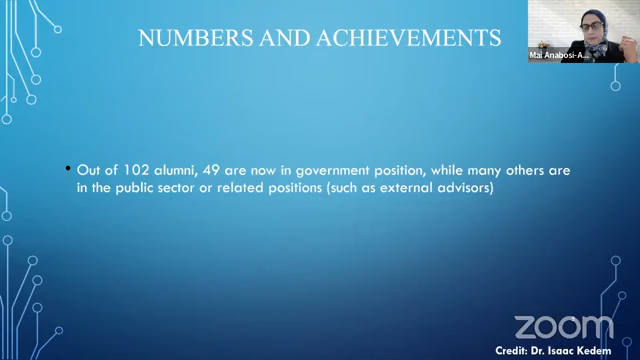 NUMBERS AND ACHIEVEMENTS
Mai Anabosi-A...
• Out of 102 alumni, 49 are now in government position, while many others are
in the public sector or related positions (such as external advisors)
zoom
Credit: Dr. Isaac Kedem